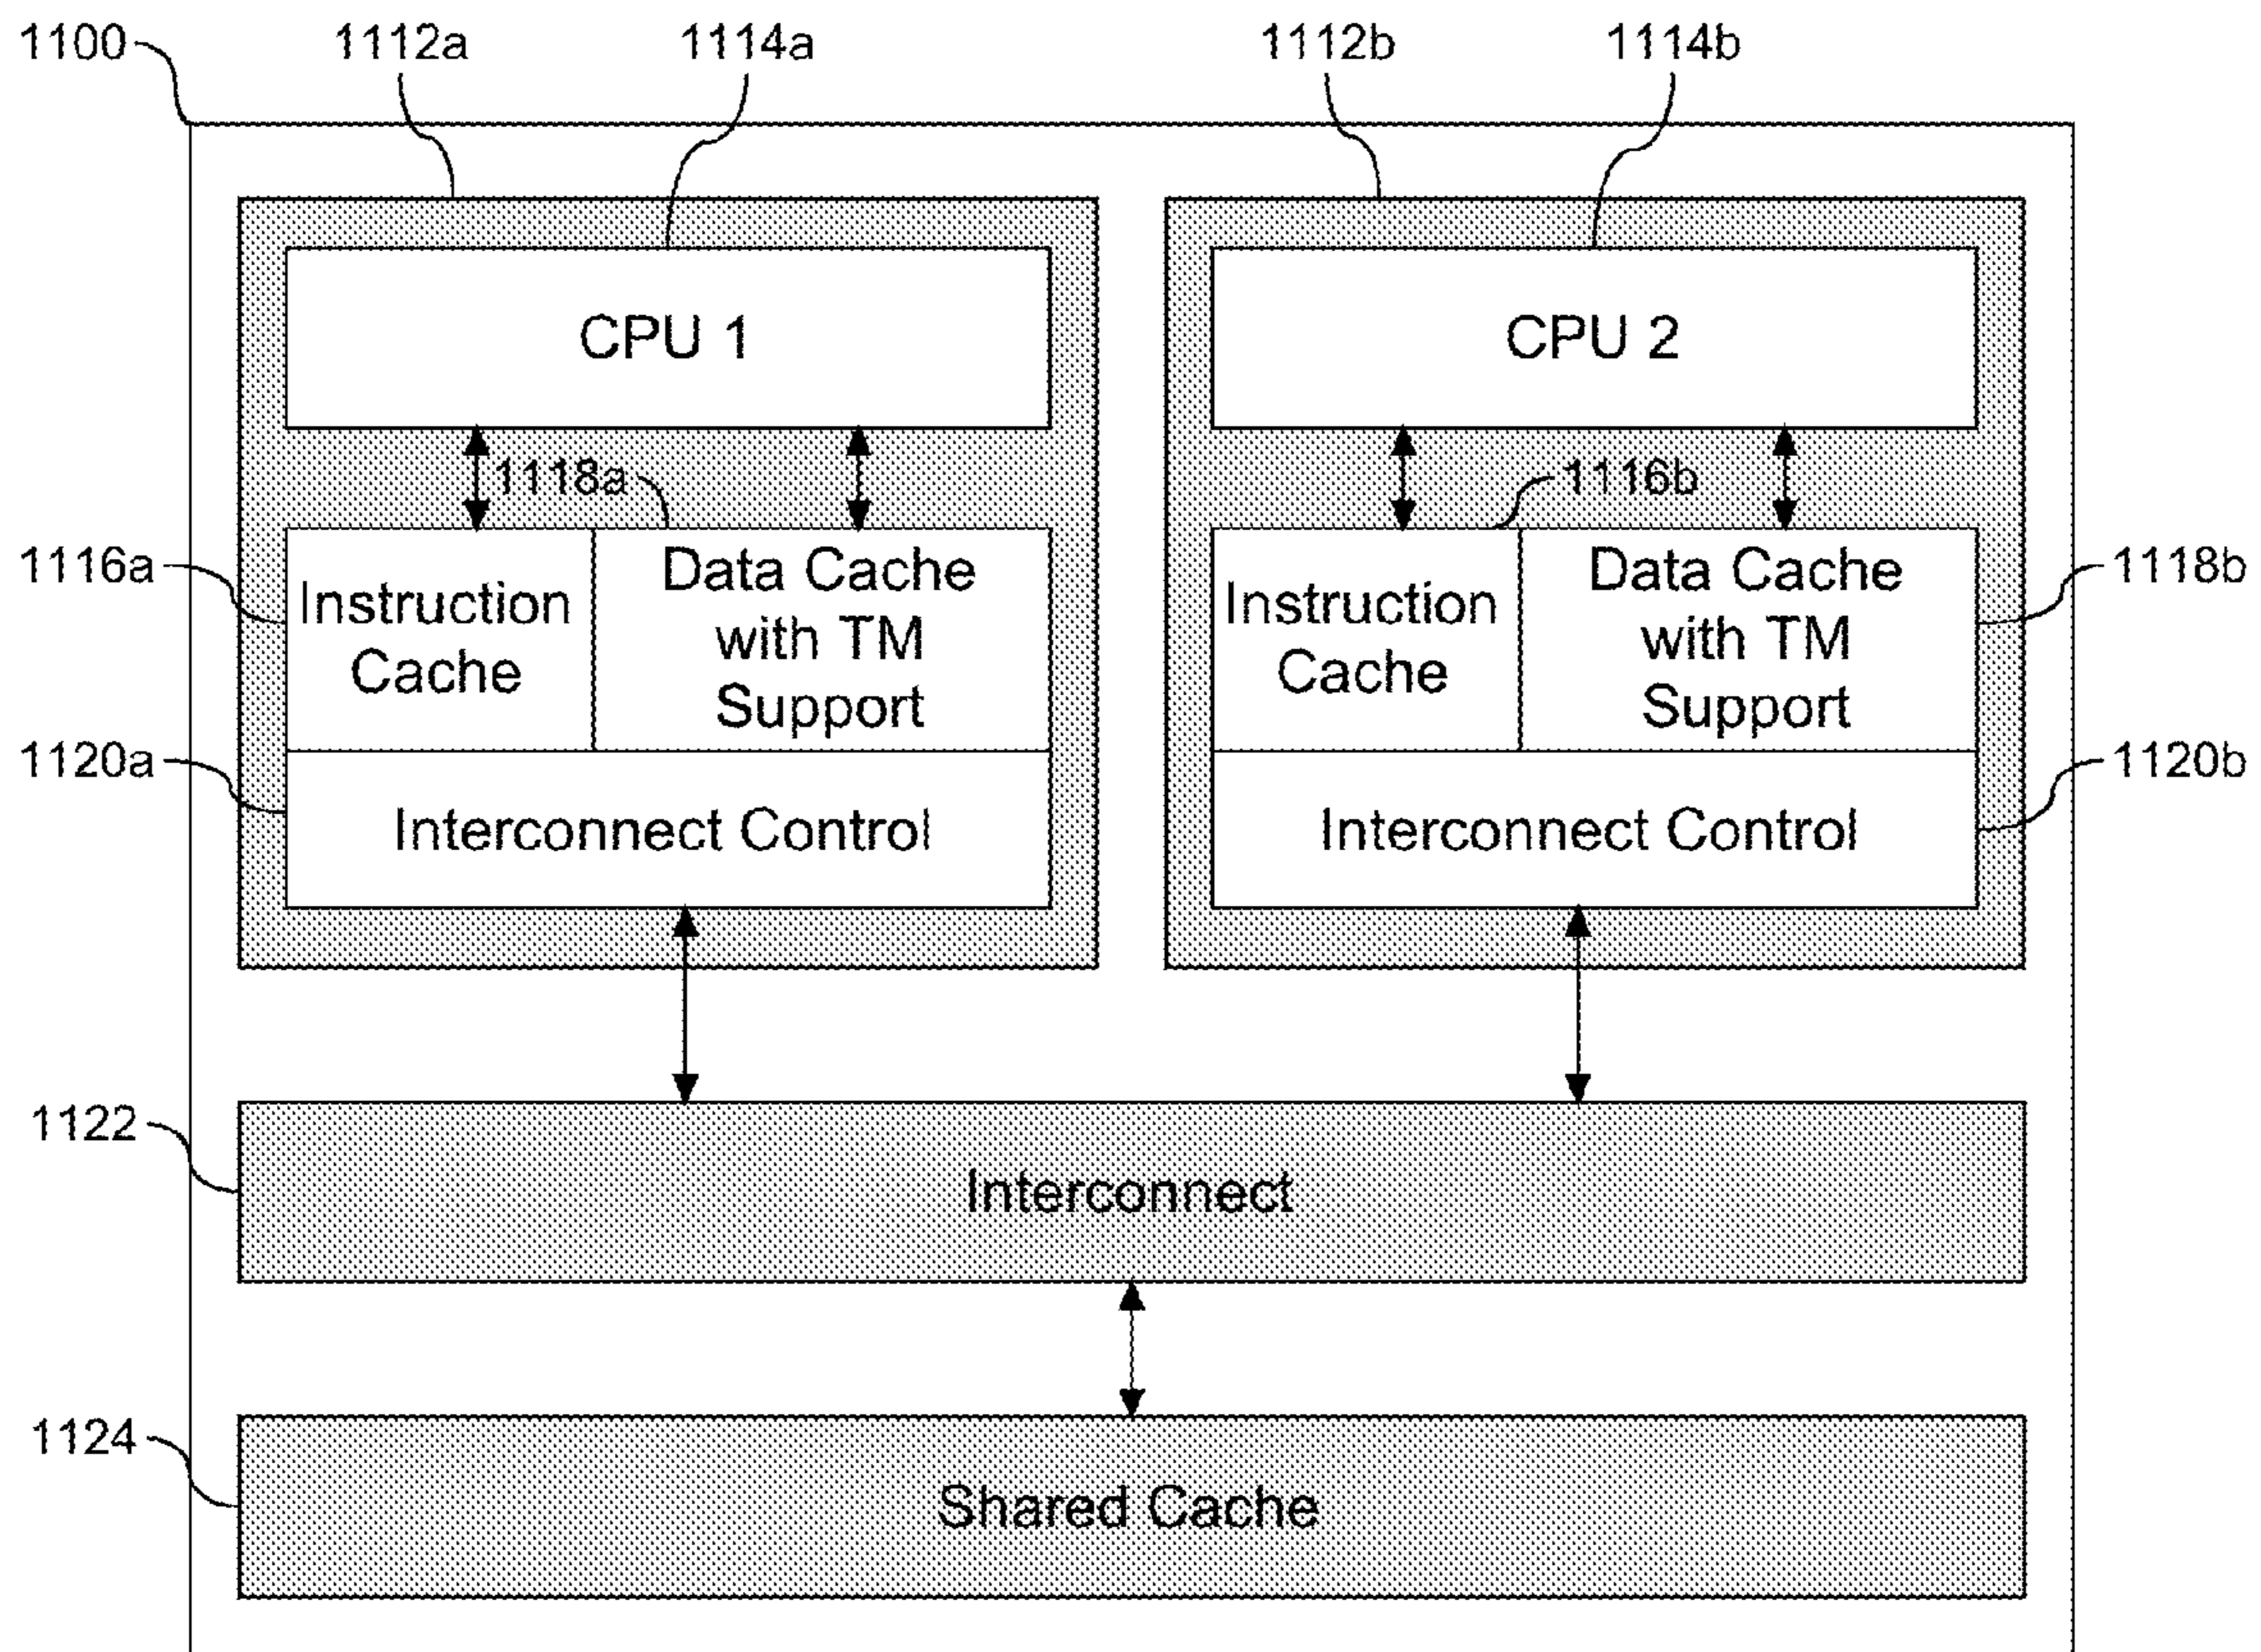 1100
1112a
1114a
1112b
1114b
CPU 1
CPU 2
1118a
1116b
1116a
Instruction
Cache
Data Cache
with TM
Support
Instruction
Cache
Data Cache
with TM
Support
1118b
1120a
Interconnect Control
Interconnect Control
1120b
1122
Interconnect
1124
Shared Cache